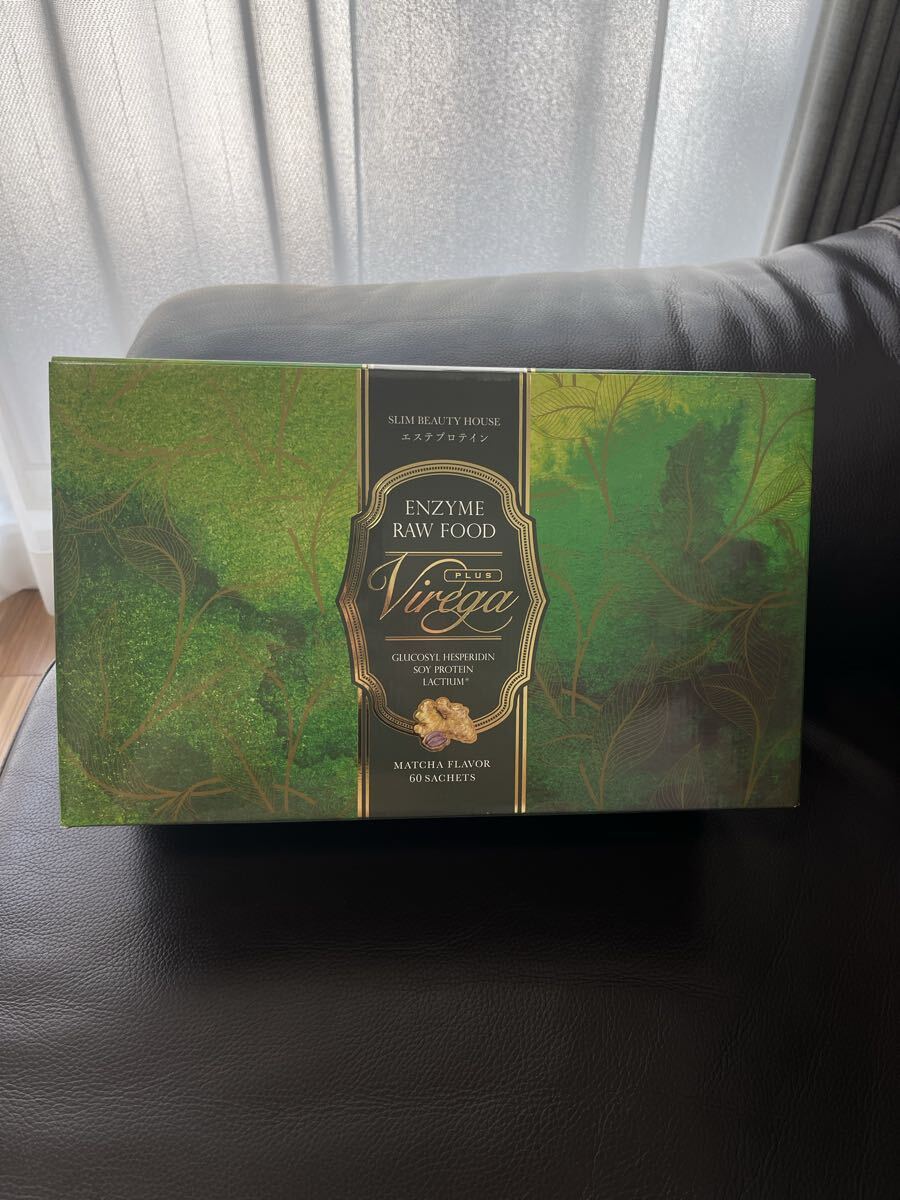 SLIM BEAUTY HOUSE
エステプロテイン
ENZYME
RAW FOOD
PLUS
Virega
GLUCOSYL HESPERIDIN
SOY PROTEIN
LACTIUM®
MATCHA FLAVOR
60 SACHETS